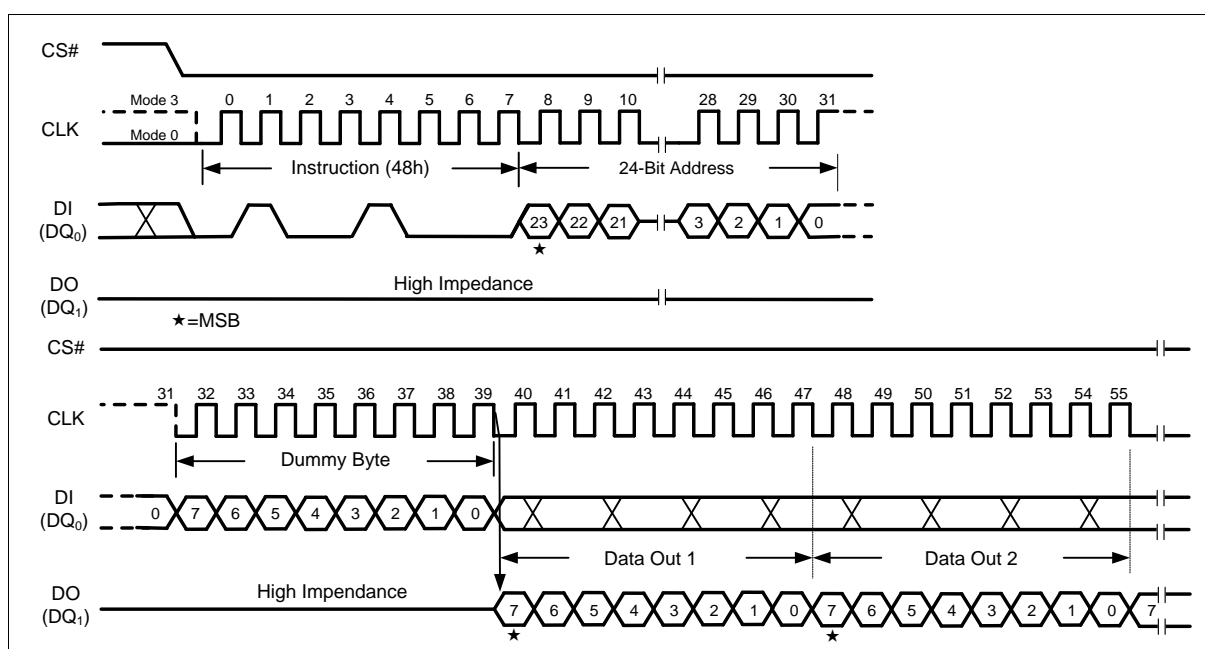 CS#
Mode 3 0 1 2 3 4 5 6 7 8 9 10 28 29 30 31
CLK
Mode 0
Instruction (48h) 24-Bit Address
DI
(DQ0)
23 22 21 3 2 1 0
★
DO
(DQ1)
High Impedance
★=MSB
CS#
31 32 33 34 35 36 37 38 39 40 41 42 43 44 45 46 47 48 49 50 51 52 53 54 55
CLK
Dummy Byte
DI
(DQ0)
0 7 6 5 4 3 2 1 0
Data Out 1 Data Out 2
DO
(DQ1)
High Impendance
7 6 5 4 3 2 1 0 7 6 5 4 3 2 1 0 7
★ ★